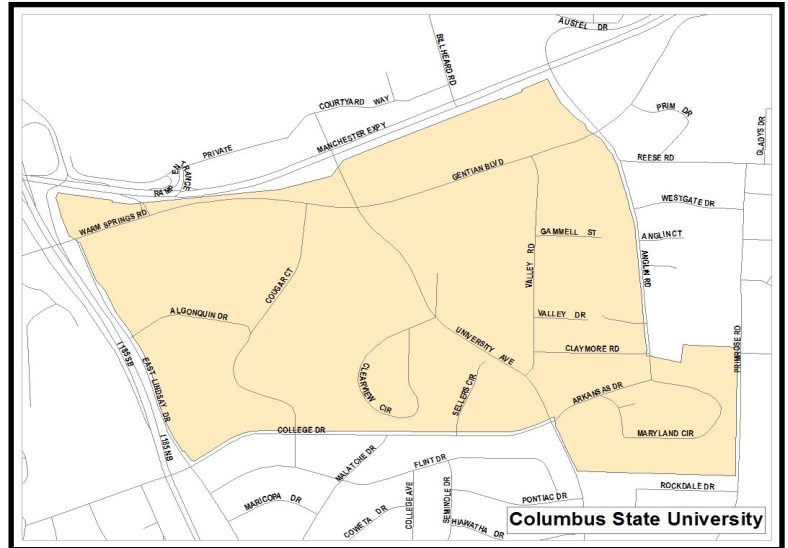 AUSTEL DR
BILL HEARD RD
COURTYARD WAY
PRIM DR
GLADYS DR
MANCHESTER EXPY
PRIVATE
REESE RD
GENTIAN BLVD
RAMP
ENTRANCE
WESTGATE DR
WARM SPRINGS RD
GAMMELL ST
ANGLIN CT
VALLEY RD
ANGLIN RD
COUGAR CT
ALGONQUIN DR
VALLEY DR
UNIVERSITY AVE
PRIMROSE RD
I 185 SB
CLAYMORE RD
EAST LINDSAY DR
CLEARVIEW CIR
SELLERS CIR
ARKANSAS DR
COLLEGE DR
MARYLAND CIR
I 185 NB
MALATCHE DR
FLINT DR
ROCKDALE DR
MARICOPA DR
COLLEGE AVE
SEMINOLE DR
PONTIAC DR
COWETA DR
HIAWATHA DR
Columbus State University